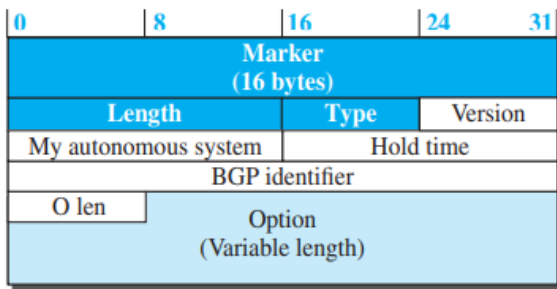 0 8 16 24 31
Marker
(16 bytes)
Length Type Version
My autonomous system Hold time
BGP identifier
O len
Option
(Variable length)